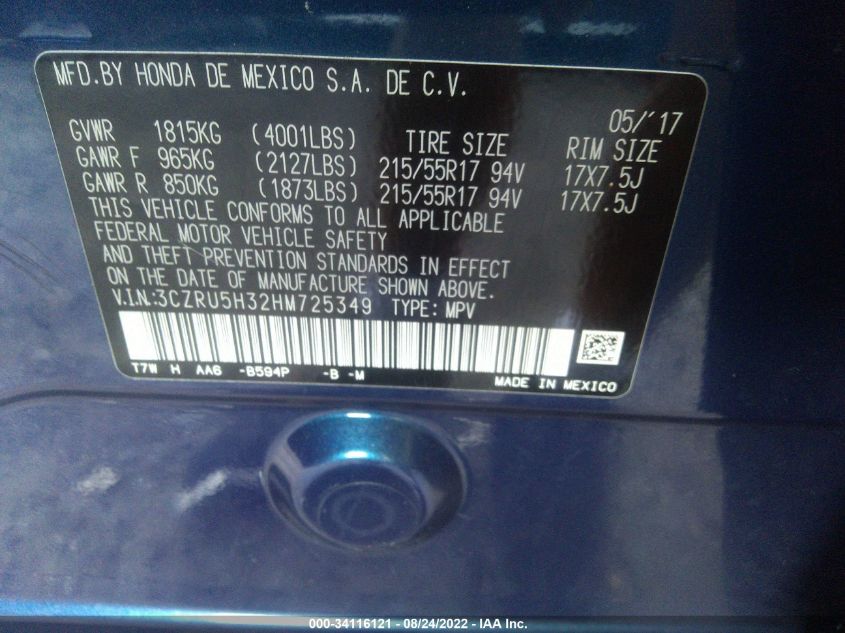 MFD.BY HONDA DE MEXICO S.A. DE C.V.
05/'17
GVWR 1815KG (4001LBS) TIRE SIZE RIM SIZE
GAWR F 965KG (2127LBS) 215/55R17 94V 17X7.5J
GAWR R 850KG (1873LBS) 215/55R17 94V 17X7.5J
THIS VEHICLE CONFORMS TO ALL APPLICABLE
FEDERAL MOTOR VEHICLE SAFETY
AND THEFT PREVENTION STANDARDS IN EFFECT
ON THE DATE OF MANUFACTURE SHOWN ABOVE.
V.I.N:3CZRU5H32HM725349 TYPE: MPV
T7W H AA6 -B594P -B -M
MADE IN MEXICO
000-34116121 - 08/24/2022 - IAA Inc.